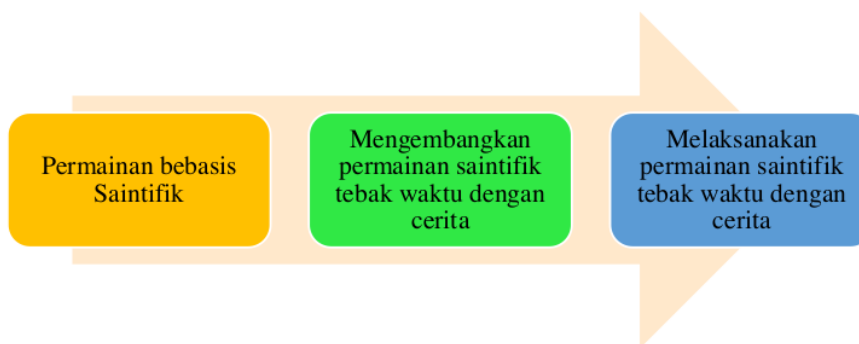 Permainan bebasis
Saintifik
Mengembangkan
permainan saintifik
tebak waktu dengan
cerita
Melaksanakan
permainan saintifik
tebak waktu dengan
cerita